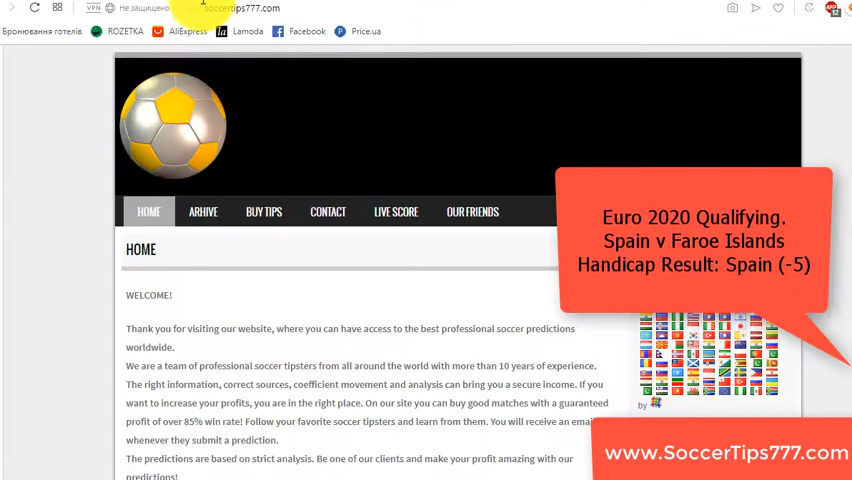 VPN Не защищено soccertips777.com
Бронювання готелів ROZETKA AliExpress la Lamoda Facebook P Price.ua
HOME ARHIVE BUY TIPS CONTACT LIVE SCORE OUR FRIENDS
HOME
WELCOME!
Thank you for visiting our website, where you can have access to the best professional soccer predictions
worldwide.
We are a team of professional soccer tipsters from all around the world with more than 10 years of experience.
The right information, correct sources, coefficient movement and analysis can bring you a secure income. If you
want to increase your profits, you are in the right place. On our site you can buy good matches with a guaranteed
profit of over 85% win rate! Follow your favorite soccer tipsters and learn from them. You will receive an email
whenever they submit a prediction.
The predictions are based on strict analysis. Be one of our clients and make your profit amazing with our
predictions!
Euro 2020 Qualifying.
Spain v Faroe Islands
Handicap Result: Spain (-5)
by
www.SoccerTips777.com